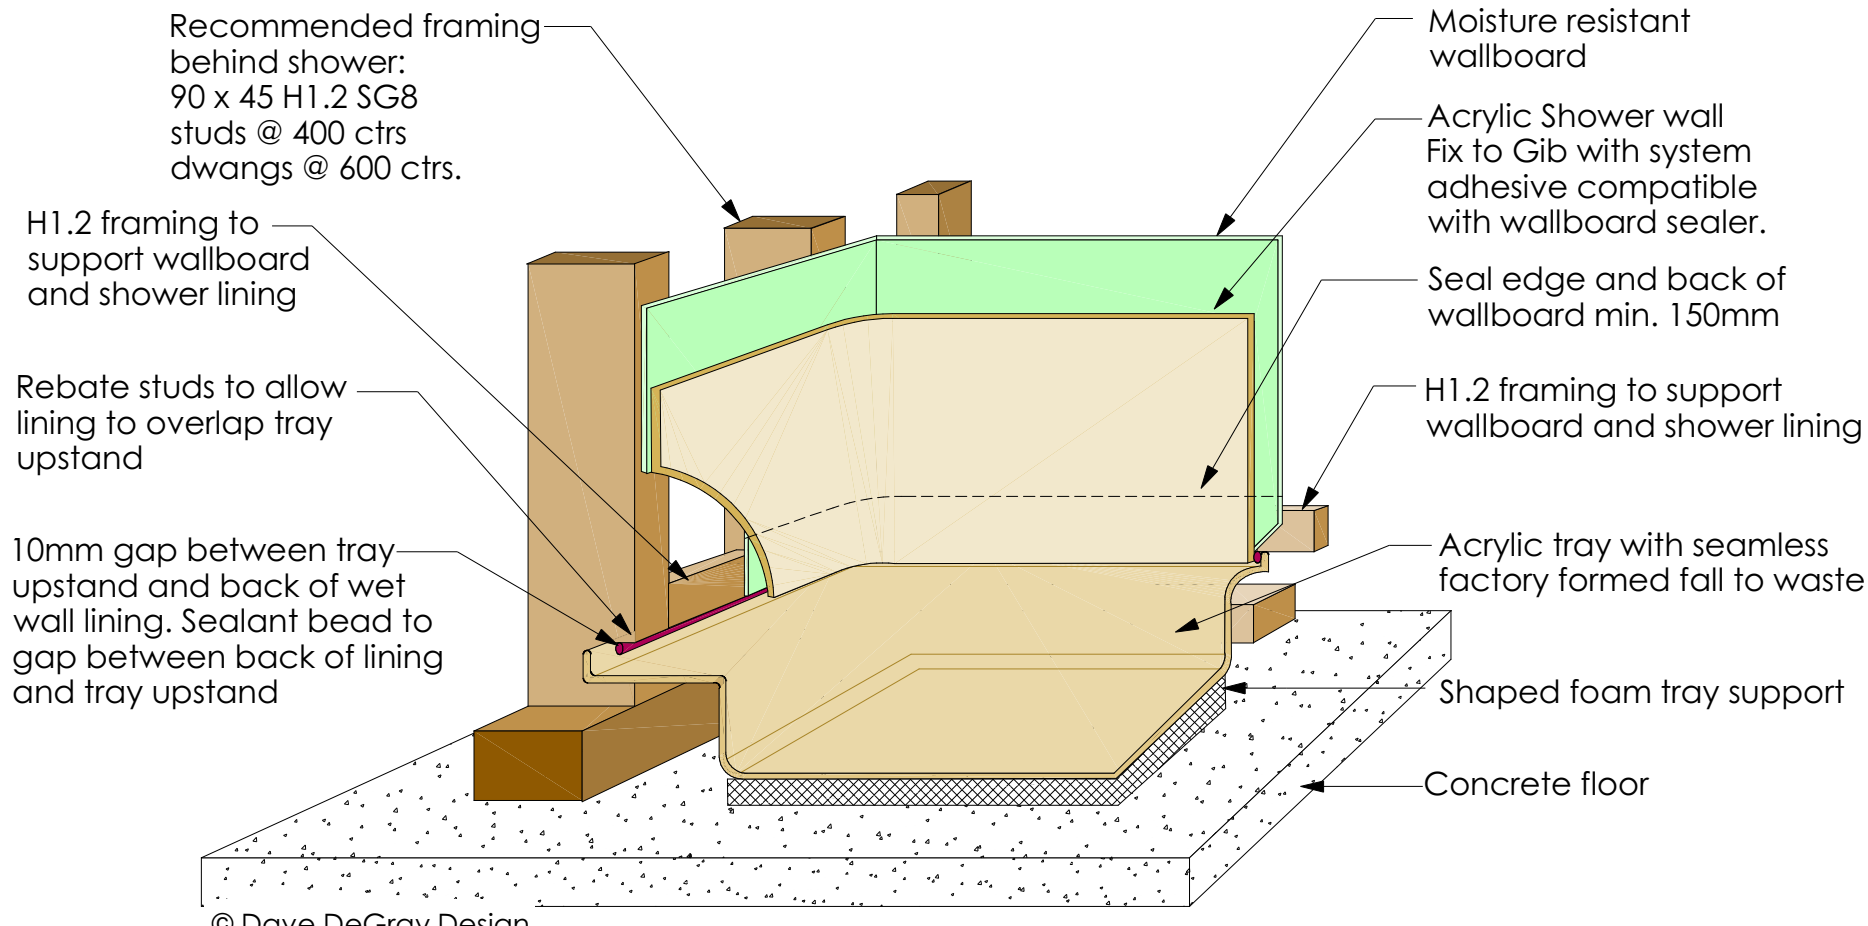 Recommended framing
behind shower:
90 x 45 H1.2 SG8
studs @ 400 ctrs
dwangs @ 600 ctrs.
H1.2 framing to
support wallboard
and shower lining
Rebate studs to allow
lining to overlap tray
upstand
10mm gap between tray
upstand and back of wet
wall lining. Sealant bead to
gap between back of lining
and tray upstand
Moisture resistant
wallboard
Acrylic Shower wall
Fix to Gib with system
adhesive compatible
with wallboard sealer.
Seal edge and back of
wallboard min. 150mm
H1.2 framing to support
wallboard and shower lining
Acrylic tray with seamless
factory formed fall to waste
Shaped foam tray support
Concrete floor
© Dave DeGray Design